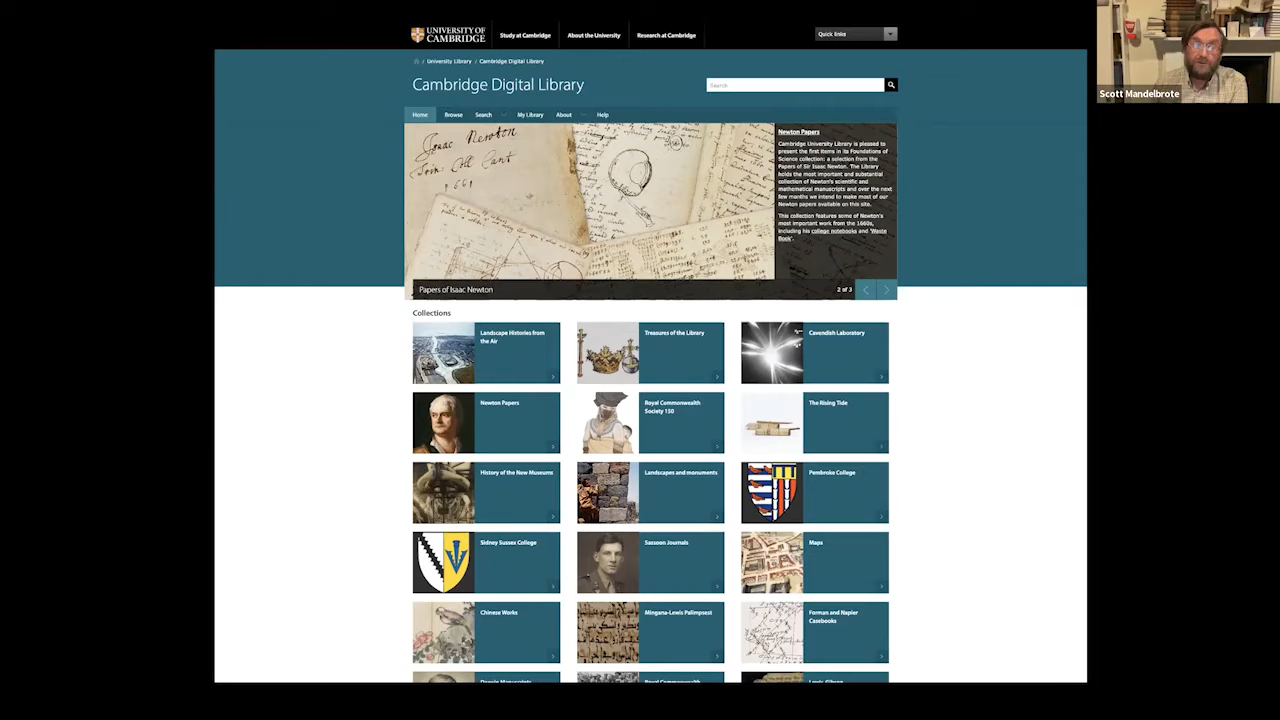 UNIVERSITY OF
CAMBRIDGE
Study at Cambridge
About the University
Research at Cambridge
Quick links
Scott Mandelbrote
University Library / Cambridge Digital Library
Cambridge Digital Library
Search
Home
Browse
Search
My Library
About
Help
Isaac Newton
Newton Papers
Cambridge University Library is pleased to
present the first items in its Foundations of
Science collection: a selection from the
Papers of Sir Isaac Newton. The Library
holds the most important and substantial
collection of Newton's scientific and
mathematical manuscripts and over the next
few months we intend to make most of our
Newton papers available on this site.
This collection features some of Newton's
most important work from the 1660s,
including his college notebooks and 'Waste
Book'.
Papers of Isaac Newton
2 of 3
Collections
Landscape Histories from
the Air
Treasures of the Library
Cavendish Laboratory
Newton Papers
Royal Commonwealth
Society 150
The Rising Tide
History of the New Museums
Landscapes and monuments
Pembroke College
Sidney Sussex College
Sassoon Journals
Maps
Chinese Works
Mingana-Lewis Palimpsest
Forman and Napier
Casebooks